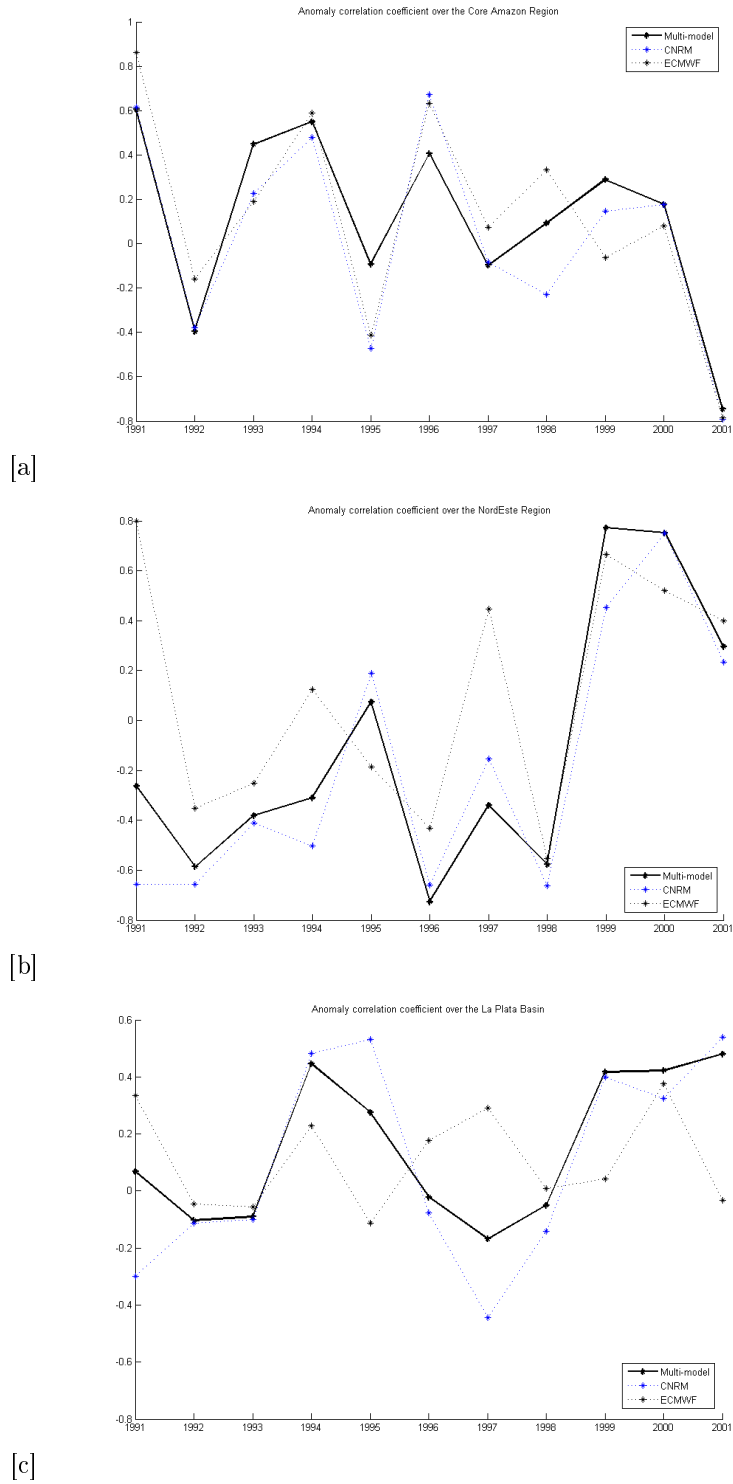 Anomaly correlation coefficient over the Core Amazon Region
1
0.8
0.6
0.4
0.2
0
-0.2
-0.4
-0.6
-0.8
1991 1992 1993 1994 1995 1996 1997 1998 1999 2000 2001
Multi-model
CNRM
ECMWF
[a]
Anomaly correlation coefficient over the NordEste Region
0.8
0.6
0.4
0.2
0
-0.2
-0.4
-0.6
-0.8
1991 1992 1993 1994 1995 1996 1997 1998 1999 2000 2001
Multi-model
CNRM
ECMWF
[b]
Anomaly correlation coefficient over the La Plata Basin
0.6
0.4
0.2
0
-0.2
-0.4
-0.6
-0.8
1991 1992 1993 1994 1995 1996 1997 1998 1999 2000 2001
Multi-model
CNRM
ECMWF
[c]